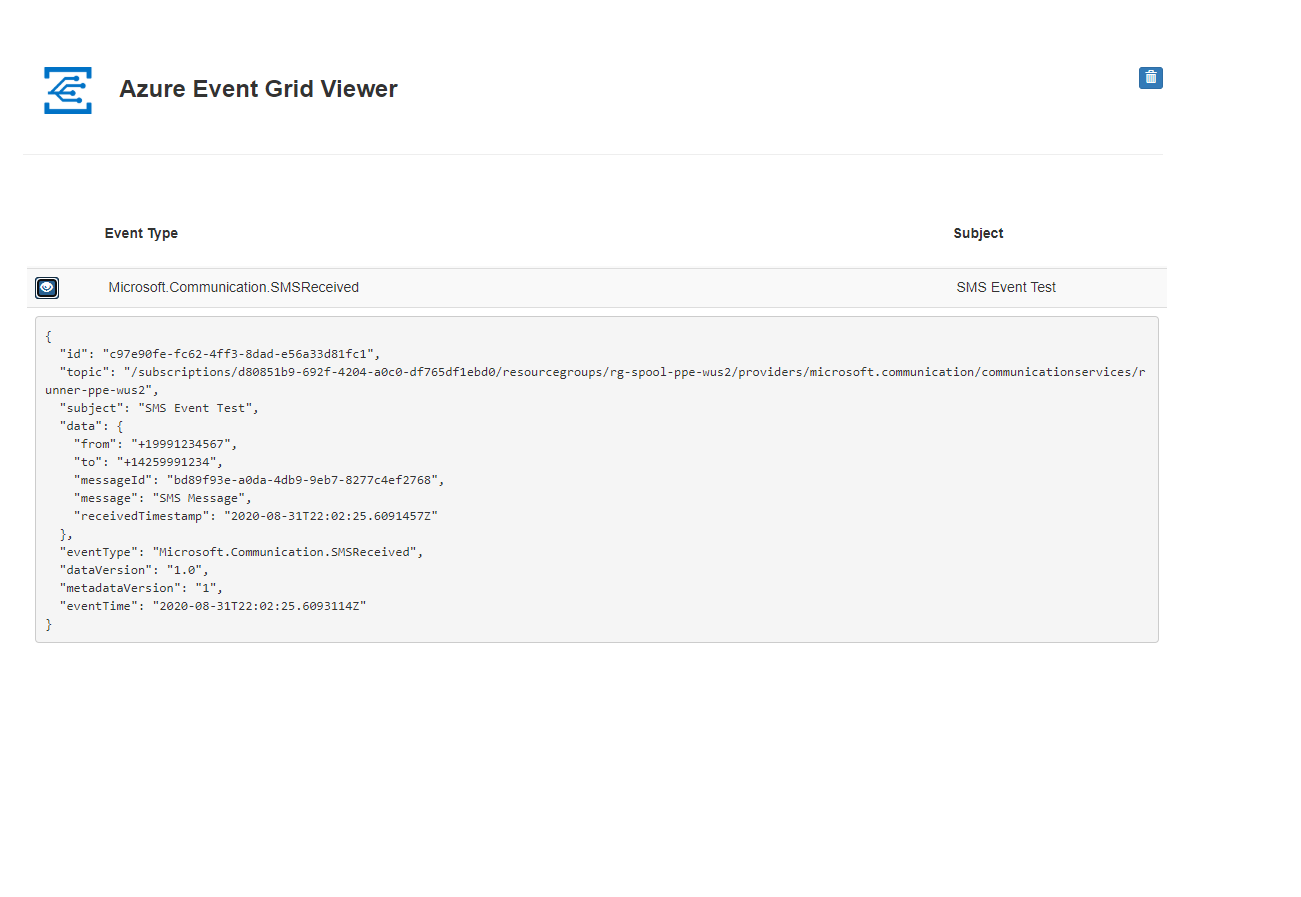 Azure Event Grid Viewer
Event Type Subject
Microsoft.Communication.SMSReceived SMS Event Test
{
  "id": "c97e90fe-fc62-4ff3-8dad-e56a33d81fc1",
  "topic": "/subscriptions/d80851b9-692f-4204-a0c0-df765df1ebd0/resourcegroups/rg-spool-ppe-wus2/providers/microsoft.communication/communicationservices/r
unner-ppe-wus2",
  "subject": "SMS Event Test",
  "data": {
    "from": "+19991234567",
    "to": "+14259991234",
    "messageId": "bd89f93e-a0da-4db9-9eb7-8277c4ef2768",
    "message": "SMS Message",
    "receivedTimestamp": "2020-08-31T22:02:25.6091457Z"
  },
  "eventType": "Microsoft.Communication.SMSReceived",
  "dataVersion": "1.0",
  "metadataVersion": "1",
  "eventTime": "2020-08-31T22:02:25.6093114Z"
}